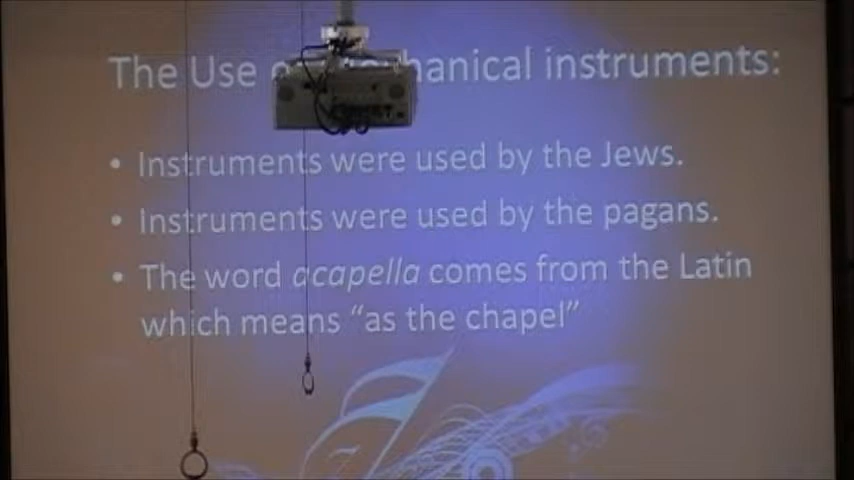 The Use hanical instruments:
• Instruments were used by the Jews.
• Instruments were used by the pagans.
• The word acapella comes from the Latin
which means “as the chapel”